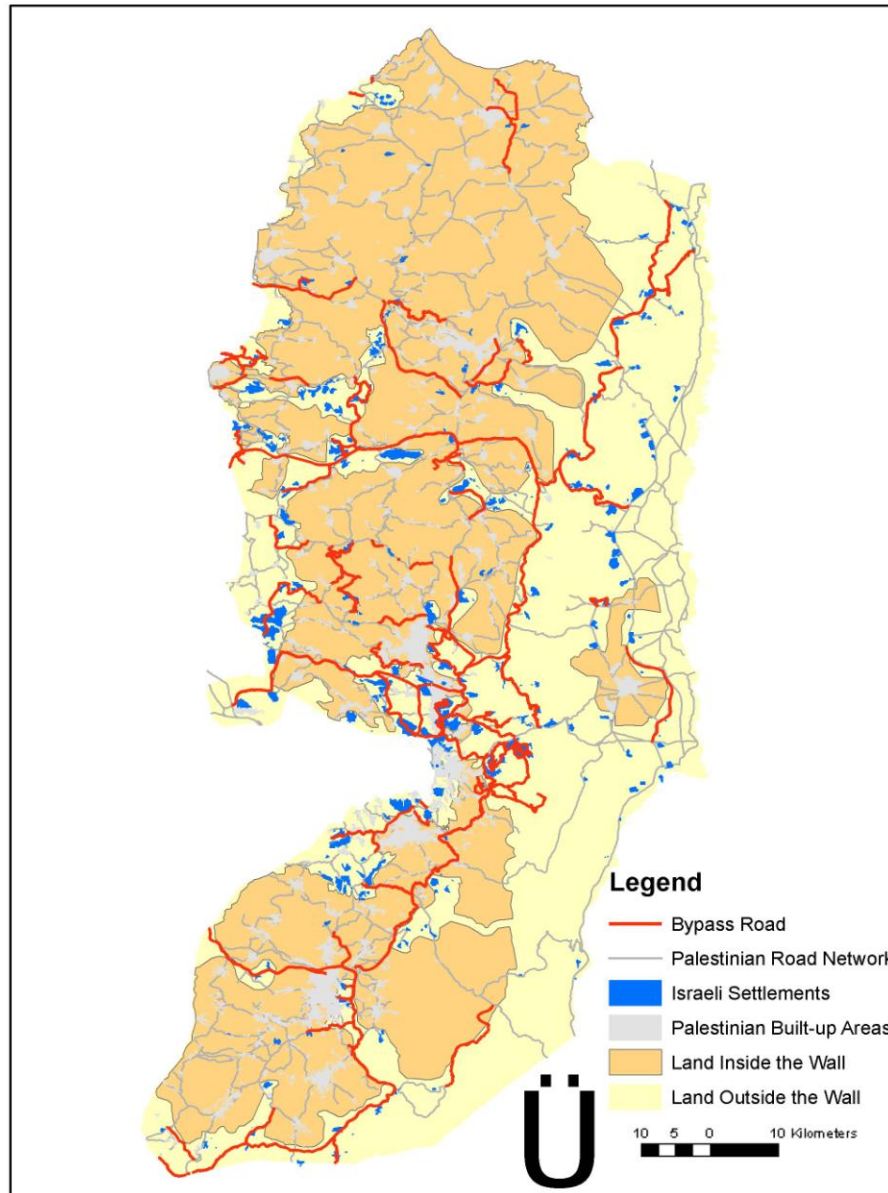 Legend
Bypass Road
Palestinian Road Network
Israeli Settlements
Palestinian Built-up Areas
Land Inside the Wall
Land Outside the Wall
Ü
10 5 0 10 Kilometers